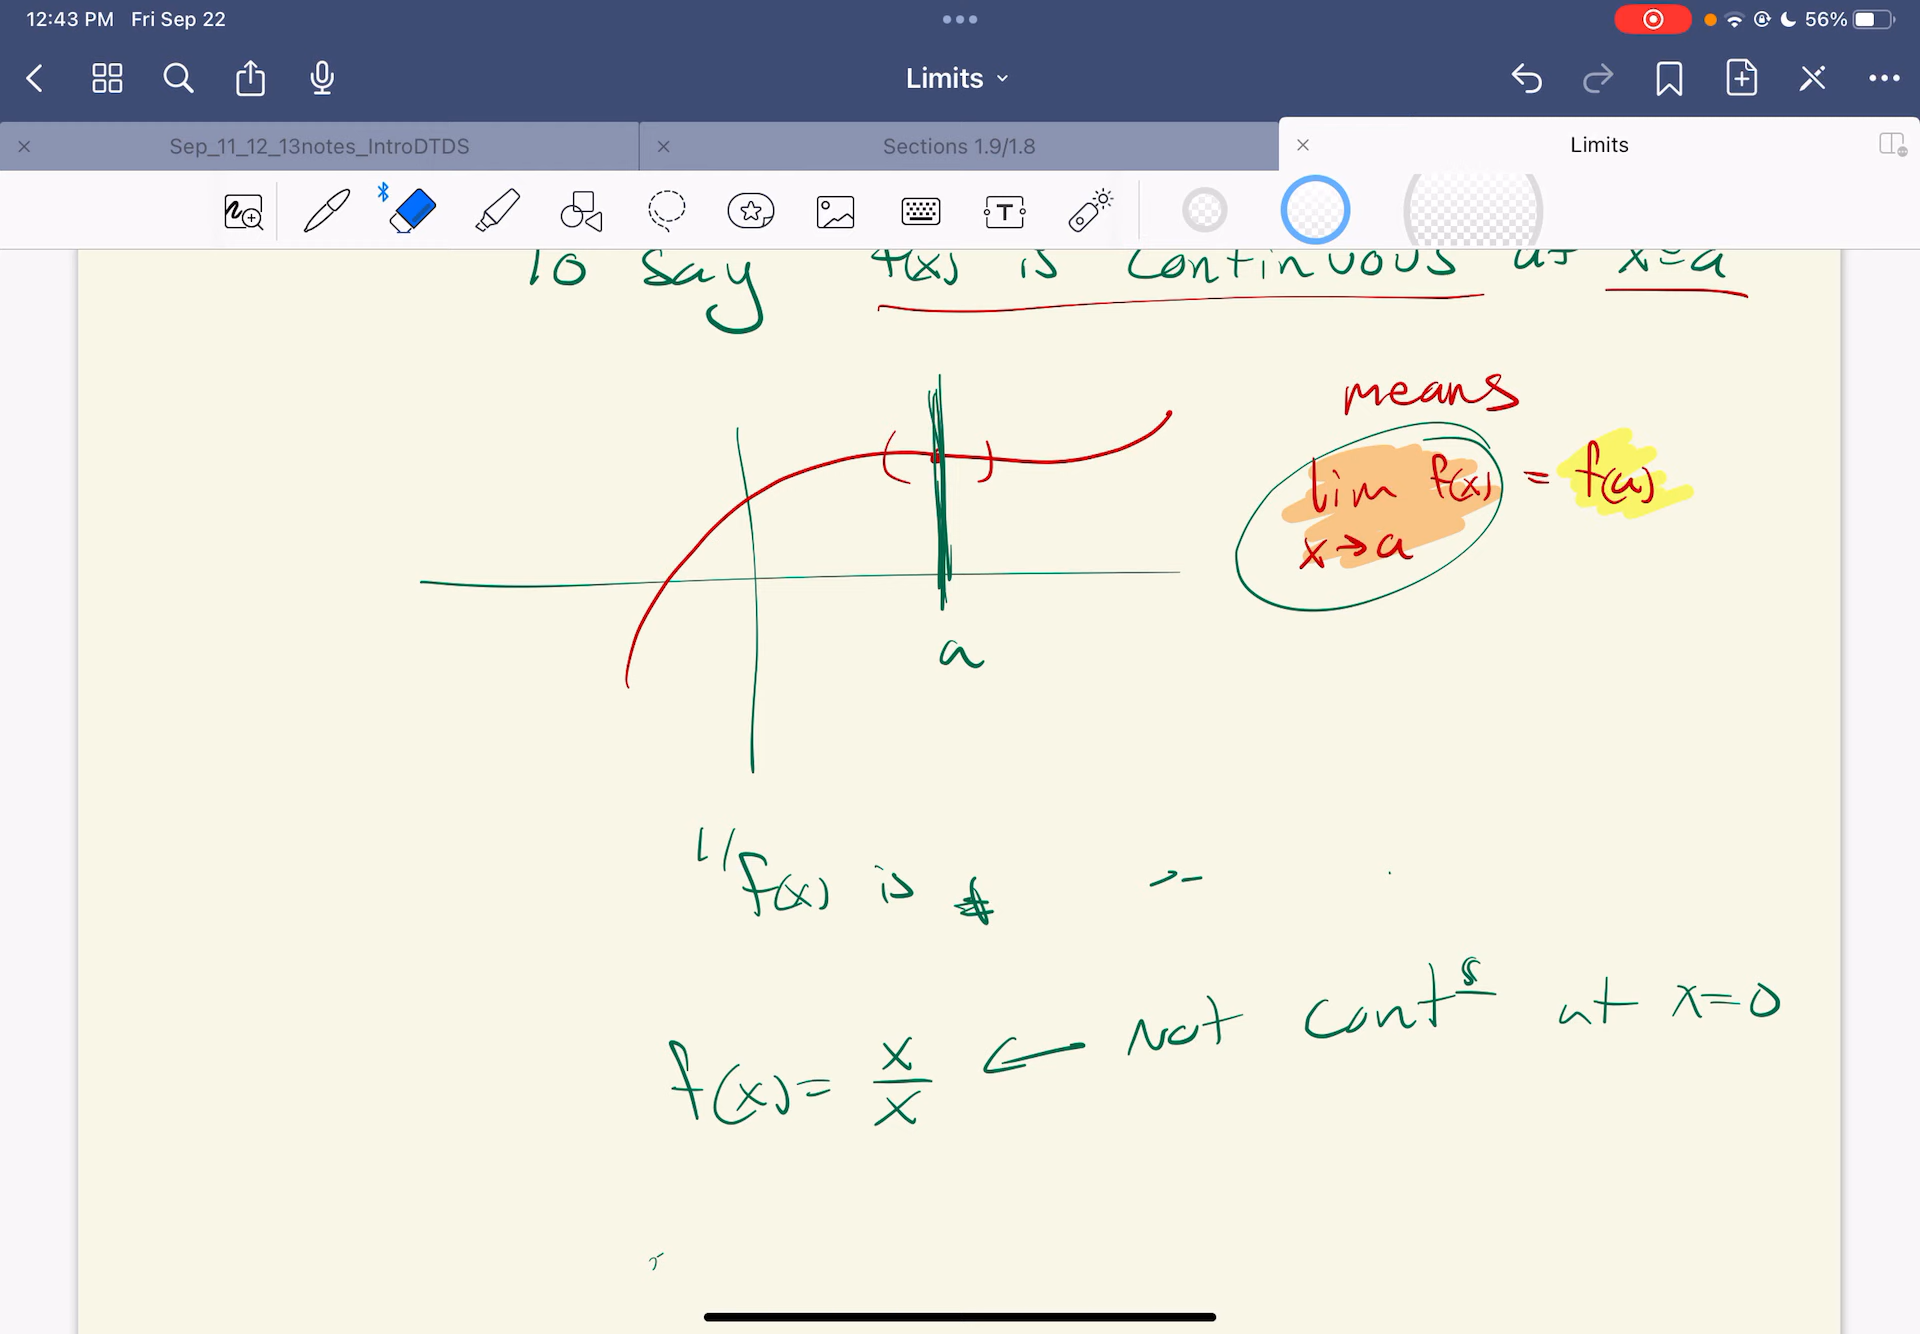 12:43 PM Fri Sep 22
56%
Limits
Sep_11_12_13notes_IntroDTDS
Sections 1.9/1.8
Limits
T
To say f(x) is continuous at x=a
means
lim f(x) = f(a)
x→a
a
"f(x) is
f(x)= x/x ← Not contˢ at x=0